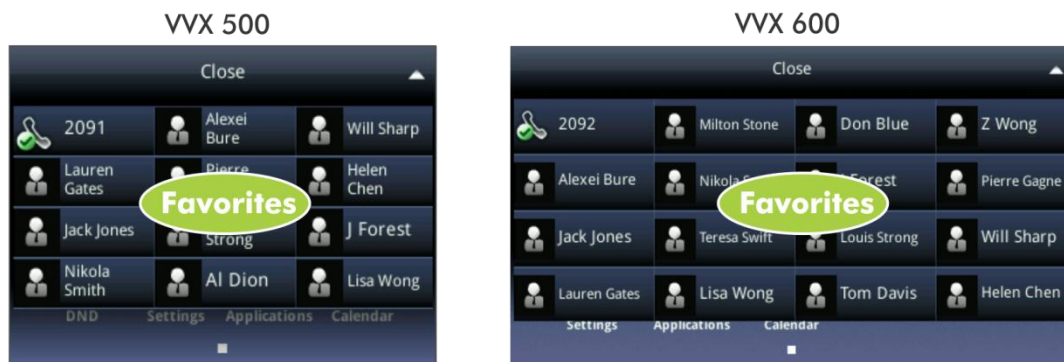 VVX 500
VVX 600
Close
2091
Alexei
Bure
Will Sharp
Lauren
Gates
Pierre
Helen
Chen
Jack Jones
Strong
J Forest
Nikola
Smith
Al Dion
Lisa Wong
Favorites
DND Settings Applications Calendar
Close
2092
Milton Stone
Don Blue
Z Wong
Alexei Bure
Nikola
Forest
Pierre Gagne
Jack Jones
Teresa Swift
Louis Strong
Will Sharp
Lauren Gates
Lisa Wong
Tom Davis
Helen Chen
Favorites
Settings Applications Calendar